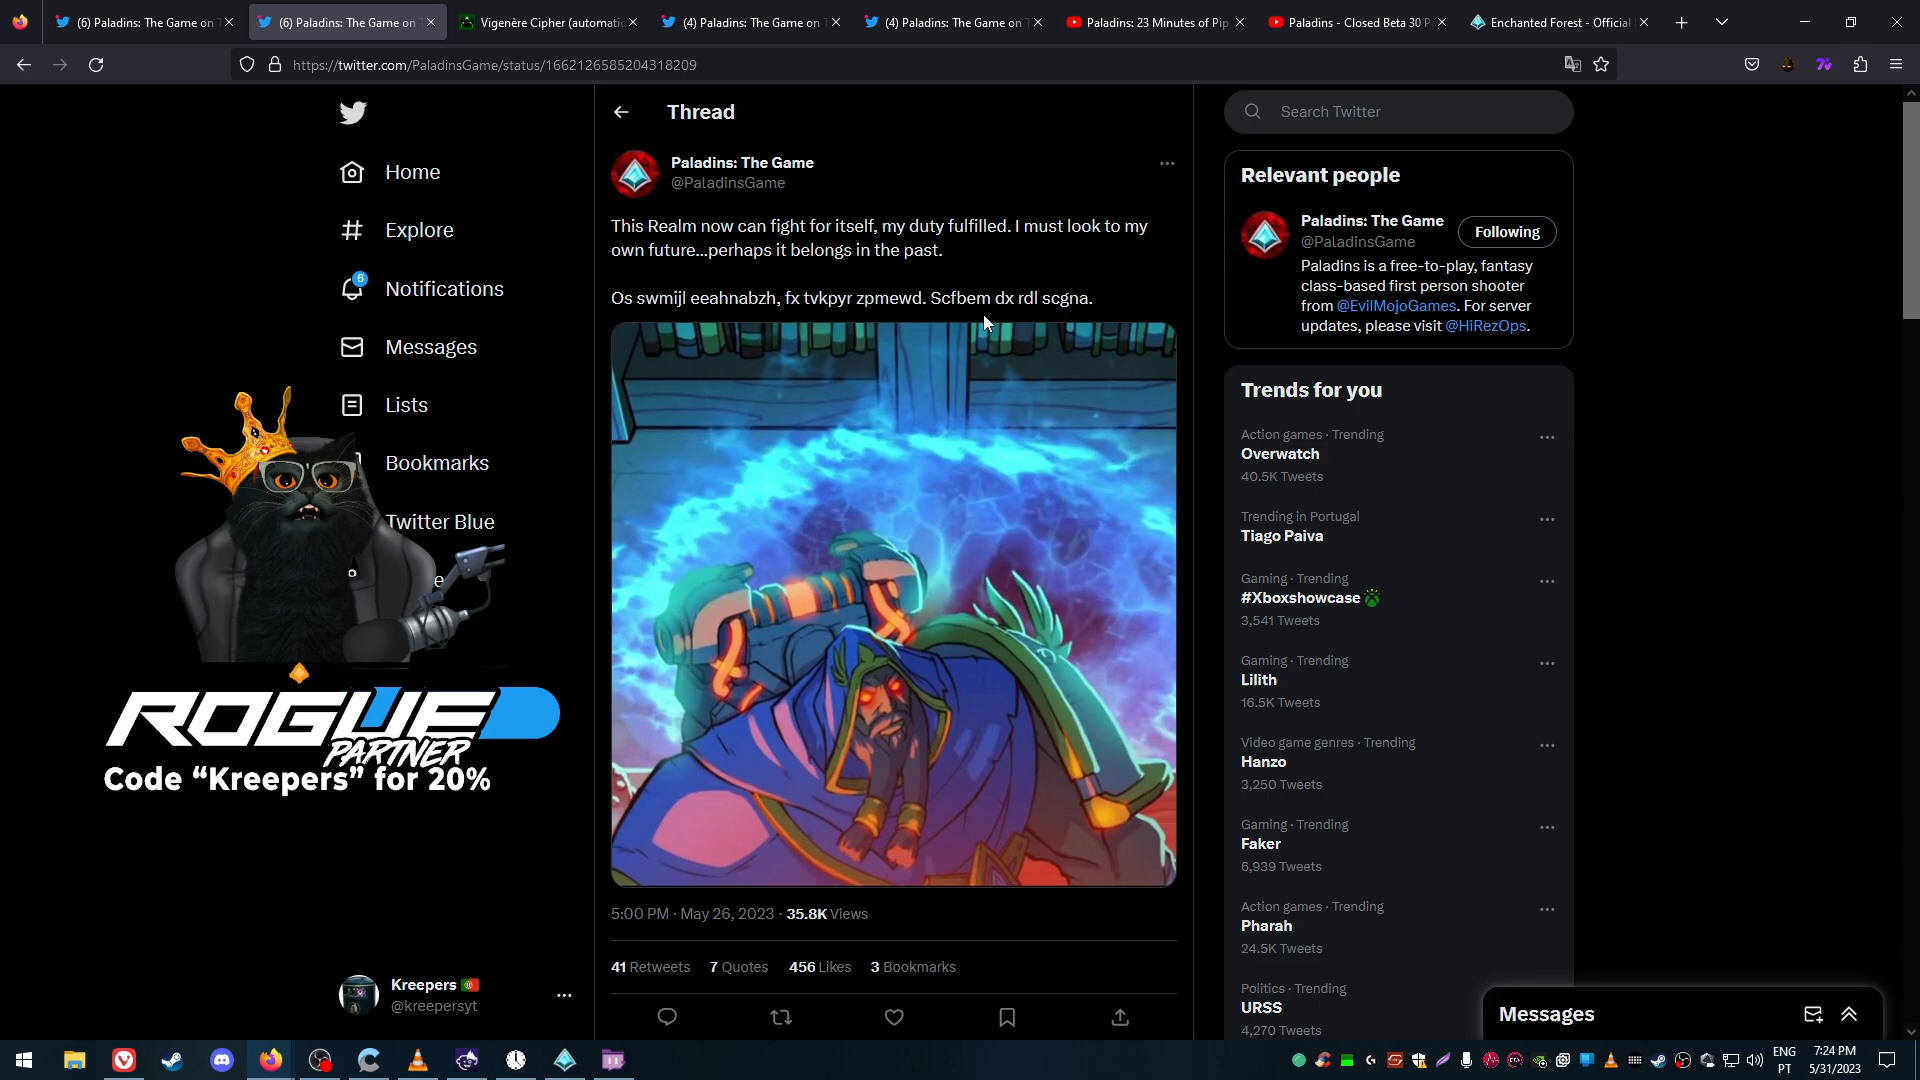 (6) Paladins: The Game on T
(6) Paladins: The Game on T
Vigenère Cipher (automatic
(4) Paladins: The Game on T
(4) Paladins: The Game on T
Paladins: 23 Minutes of Pip
Paladins - Closed Beta 30 P
Enchanted Forest - Official
https://twitter.com/PaladinsGame/status/1662126585204318209
Home
Explore
6
Notifications
Messages
Lists
Bookmarks
Twitter Blue
e
ROGUE
PARTNER
Code “Kreepers” for 20%
Kreepers
@kreepersyt
Thread
Paladins: The Game
@PaladinsGame
This Realm now can fight for itself, my duty fulfilled. I must look to my
own future...perhaps it belongs in the past.
Os swmijl eeahnabzh, fx tvkpyr zpmewd. Scfbem dx rdl scgna.
5:00 PM · May 26, 2023 · 35.8K Views
41 Retweets 7 Quotes 456 Likes 3 Bookmarks
Search Twitter
Relevant people
Paladins: The Game
@PaladinsGame
Following
Paladins is a free-to-play, fantasy
class-based first person shooter
from @EvilMojoGames. For server
updates, please visit @HiRezOps.
Trends for you
Action games · Trending
Overwatch
40.5K Tweets
Trending in Portugal
Tiago Paiva
Gaming · Trending
#Xboxshowcase
3,541 Tweets
Gaming · Trending
Lilith
16.5K Tweets
Video game genres · Trending
Hanzo
3,250 Tweets
Gaming · Trending
Faker
6,939 Tweets
Action games · Trending
Pharah
24.5K Tweets
Politics · Trending
URSS
4,270 Tweets
Messages
ENG
PT
7:24 PM
5/31/2023